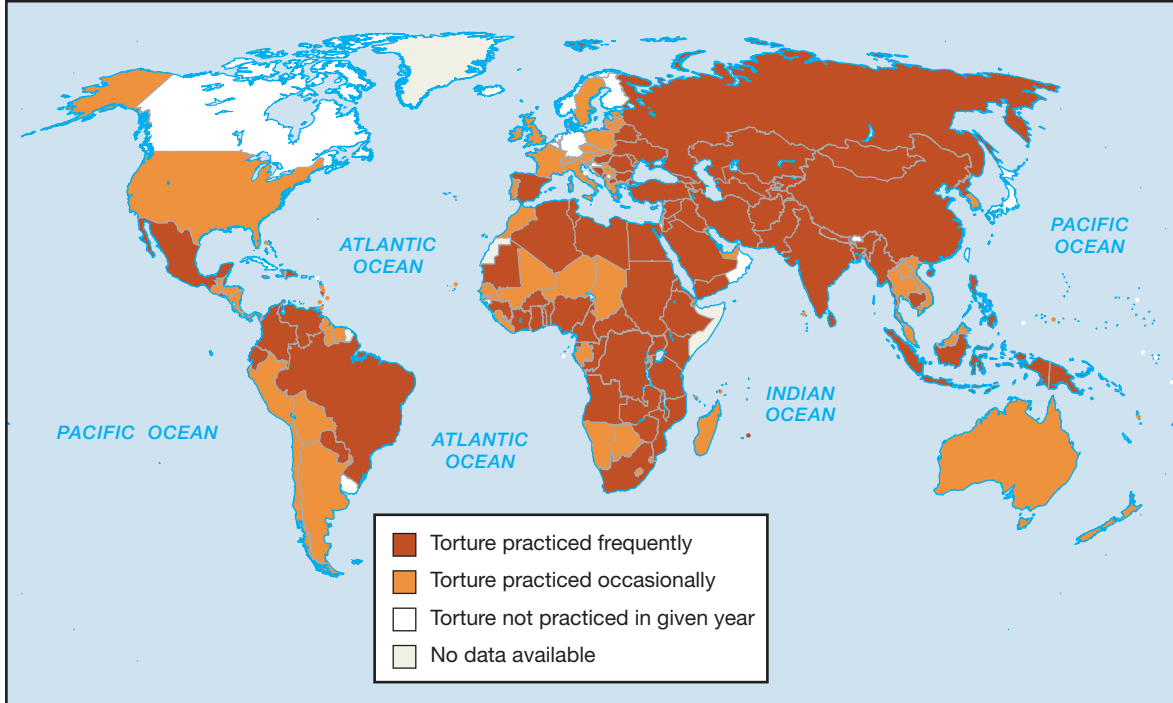 ATLANTIC
OCEAN
PACIFIC
OCEAN
INDIAN
OCEAN
PACIFIC OCEAN
ATLANTIC
OCEAN
Torture practiced frequently
Torture practiced occasionally
Torture not practiced in given year
No data available